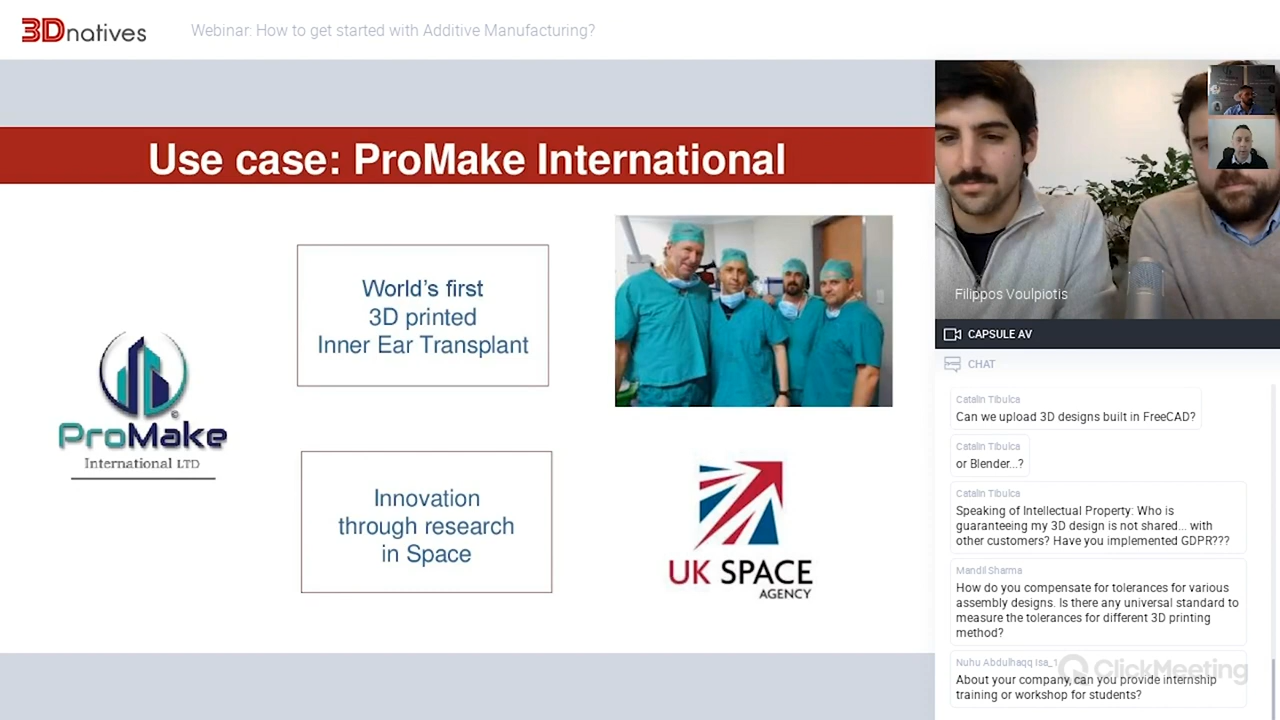 3Dnatives
Webinar: How to get started with Additive Manufacturing?
Use case: ProMake International
World's first
3D printed
Inner Ear Transplant
ProMake
International LTD
Innovation
through research
in Space
UK SPACE
AGENCY
Filippos Voulpiotis
CAPSULE AV
CHAT
Catalin Tibulca
Can we upload 3D designs built in FreeCAD?
Catalin Tibulca
or Blender...?
Catalin Tibulca
Speaking of Intellectual Property: Who is
guaranteeing my 3D design is not shared... with
other customers? Have you implemented GDPR???
Mandil Sharma
How do you compensate for tolerances for various
assembly designs. Is there any universal standard to
measure the tolerances for different 3D printing
method?
Nuhu Abdulhaqq Isa_1
About your company, can you provide internship
training or workshop for students?
ClickMeeting